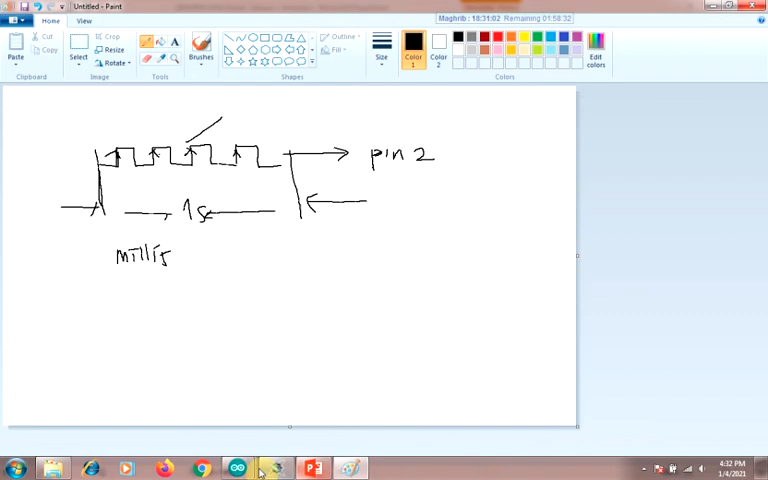 Untitled - Paint
Maghrib: 18:31:02 Remaining 01:58:32
Home View
Paste
Cut
Copy
Clipboard
Select
Crop
Resize
Rotate
Image
Tools
Brushes
Shapes
Outline
Fill
Size
Color 1
Color 2
Colors
Edit colors
pin 2
1s
millis
4:32 PM
1/4/2021